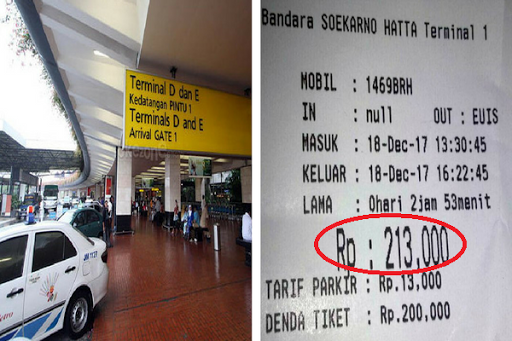 Terminal D dan E
Kedatangan PINTU 1
Terminals D and E
Arrival GATE 1
okezone
Bandara SOEKARNO HATTA Terminal 1
MOBIL : 1469BRH
IN : null OUT : EUIS
MASUK : 18-Dec-17 13:30:45
KELUAR : 18-Dec-17 16:22:45
LAMA : 0hari 2jam 53menit
Rp : 213,000
TARIF PARKIR : Rp.13,000
DENDA TIKET : Rp.200,000